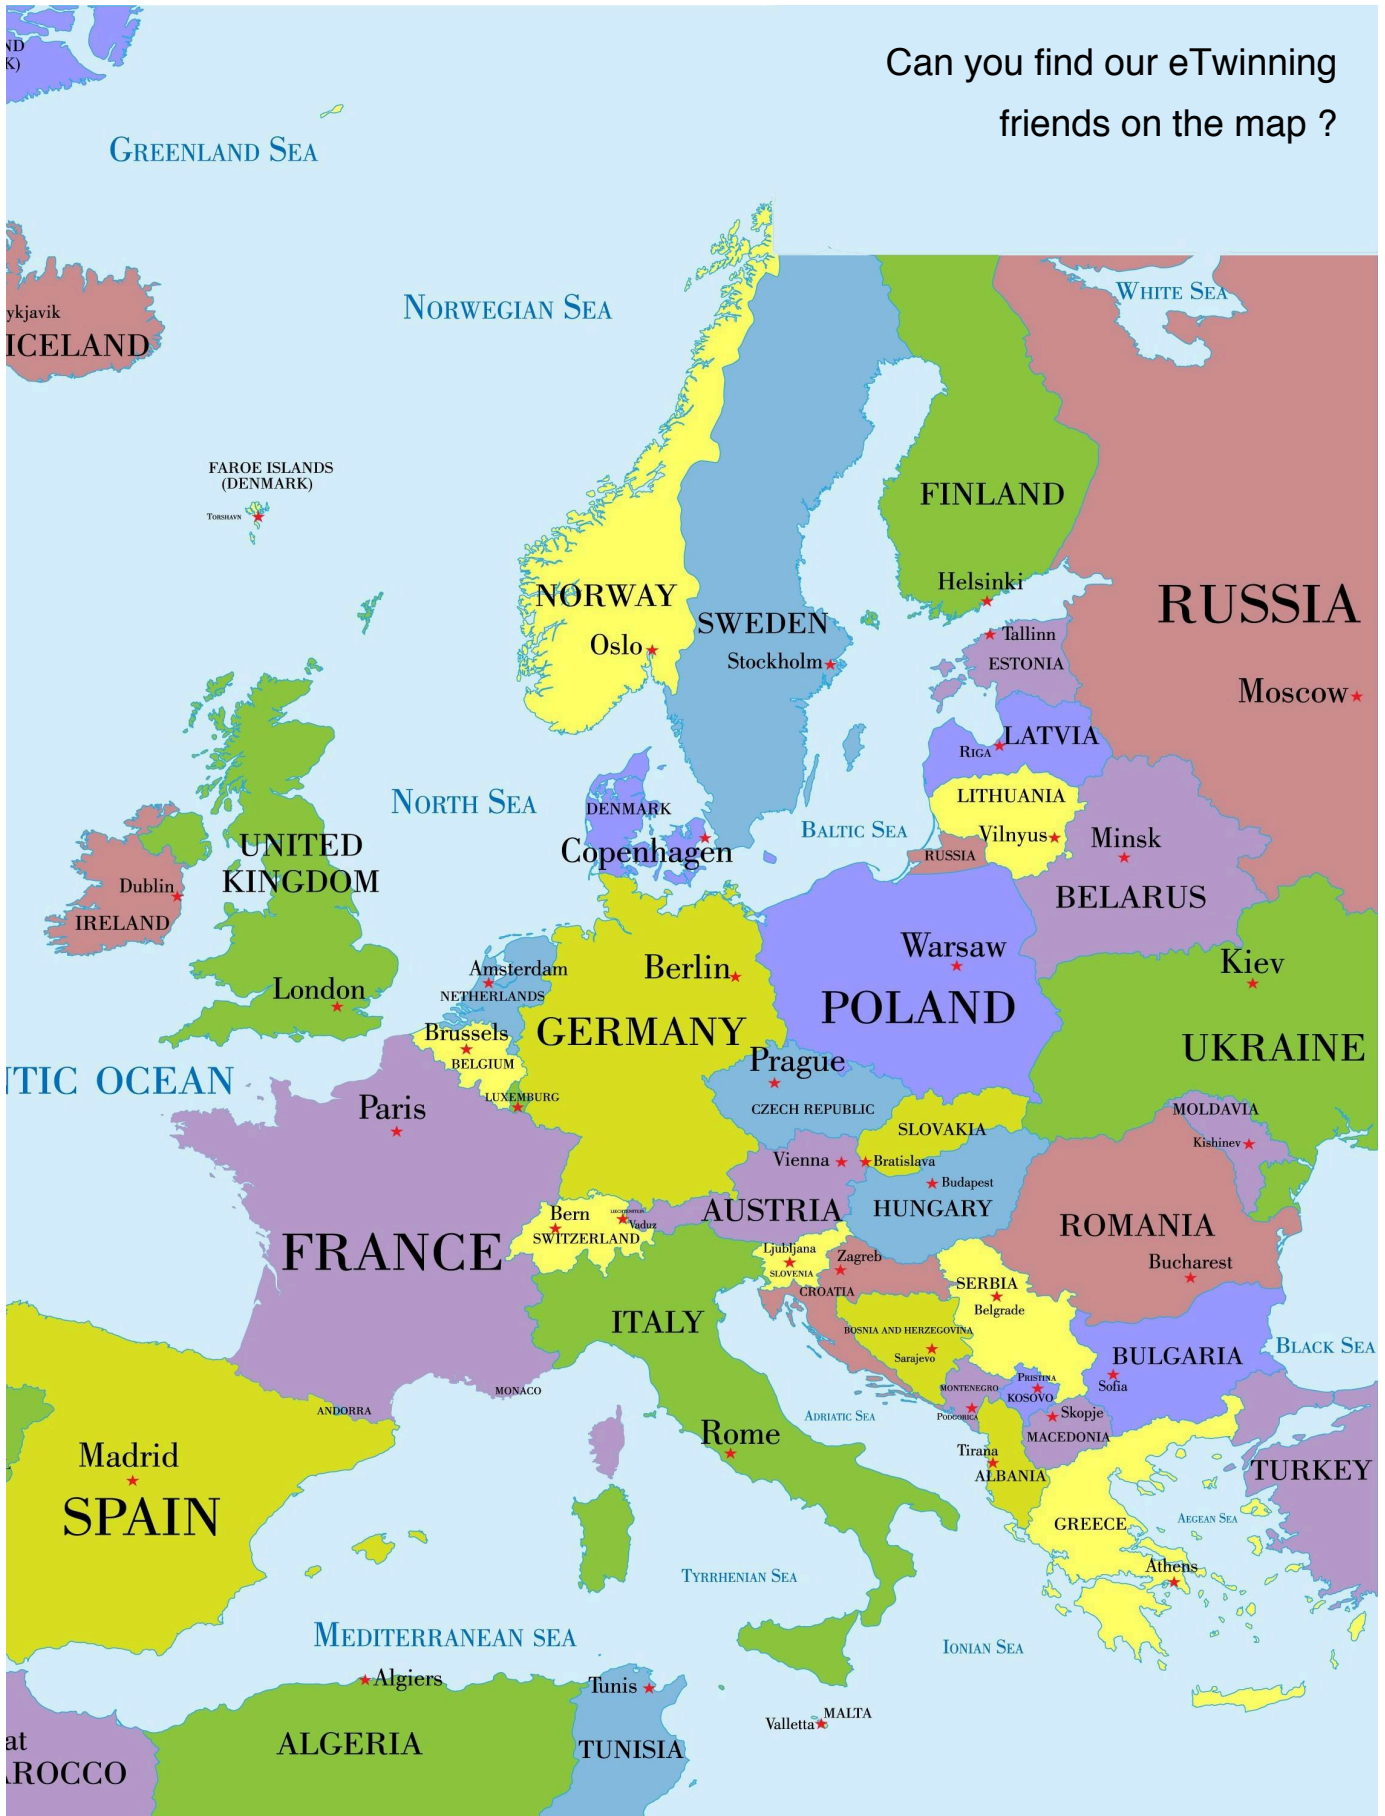 Can you find our eTwinning
friends on the map ?
ND
K)
GREENLAND SEA
ykjavik
ICELAND
NORWEGIAN SEA
WHITE SEA
FAROE ISLANDS
(DENMARK)
TORSHAVN
FINLAND
Helsinki
NORWAY
Oslo
SWEDEN
Stockholm
RUSSIA
Moscow
Tallinn
ESTONIA
RIGA
LATVIA
LITHUANIA
Vilnyus
RUSSIA
Minsk
BELARUS
NORTH SEA
DENMARK
Copenhagen
BALTIC SEA
UNITED
KINGDOM
London
Dublin
IRELAND
Amsterdam
NETHERLANDS
Berlin
GERMANY
Warsaw
POLAND
Kiev
UKRAINE
Brussels
BELGIUM
LUXEMBURG
Prague
CZECH REPUBLIC
NTIC OCEAN
Paris
FRANCE
SLOVAKIA
Bratislava
Vienna
AUSTRIA
Budapest
HUNGARY
MOLDAVIA
Kishinev
Bern
SWITZERLAND
LIECHTENSTEIN
Vaduz
ROMANIA
Bucharest
Ljubljana
SLOVENIA
Zagreb
CROATIA
SERBIA
Belgrade
BOSNIA AND HERZEGOVINA
Sarajevo
ITALY
Rome
BULGARIA
Sofia
BLACK SEA
MONTENEGRO
PODGORICA
PRISTINA
KOSOVO
Skopje
MACEDONIA
MONACO
ANDORRA
ADRIATIC SEA
Tirana
ALBANIA
Madrid
SPAIN
L
TURKEY
GREECE
Athens
AEGEAN SEA
TYRRHENIAN SEA
MEDITERRANEAN SEA
IONIAN SEA
Algiers
ALGERIA
Tunis
TUNISIA
Valletta
MALTA
at
AROCCO